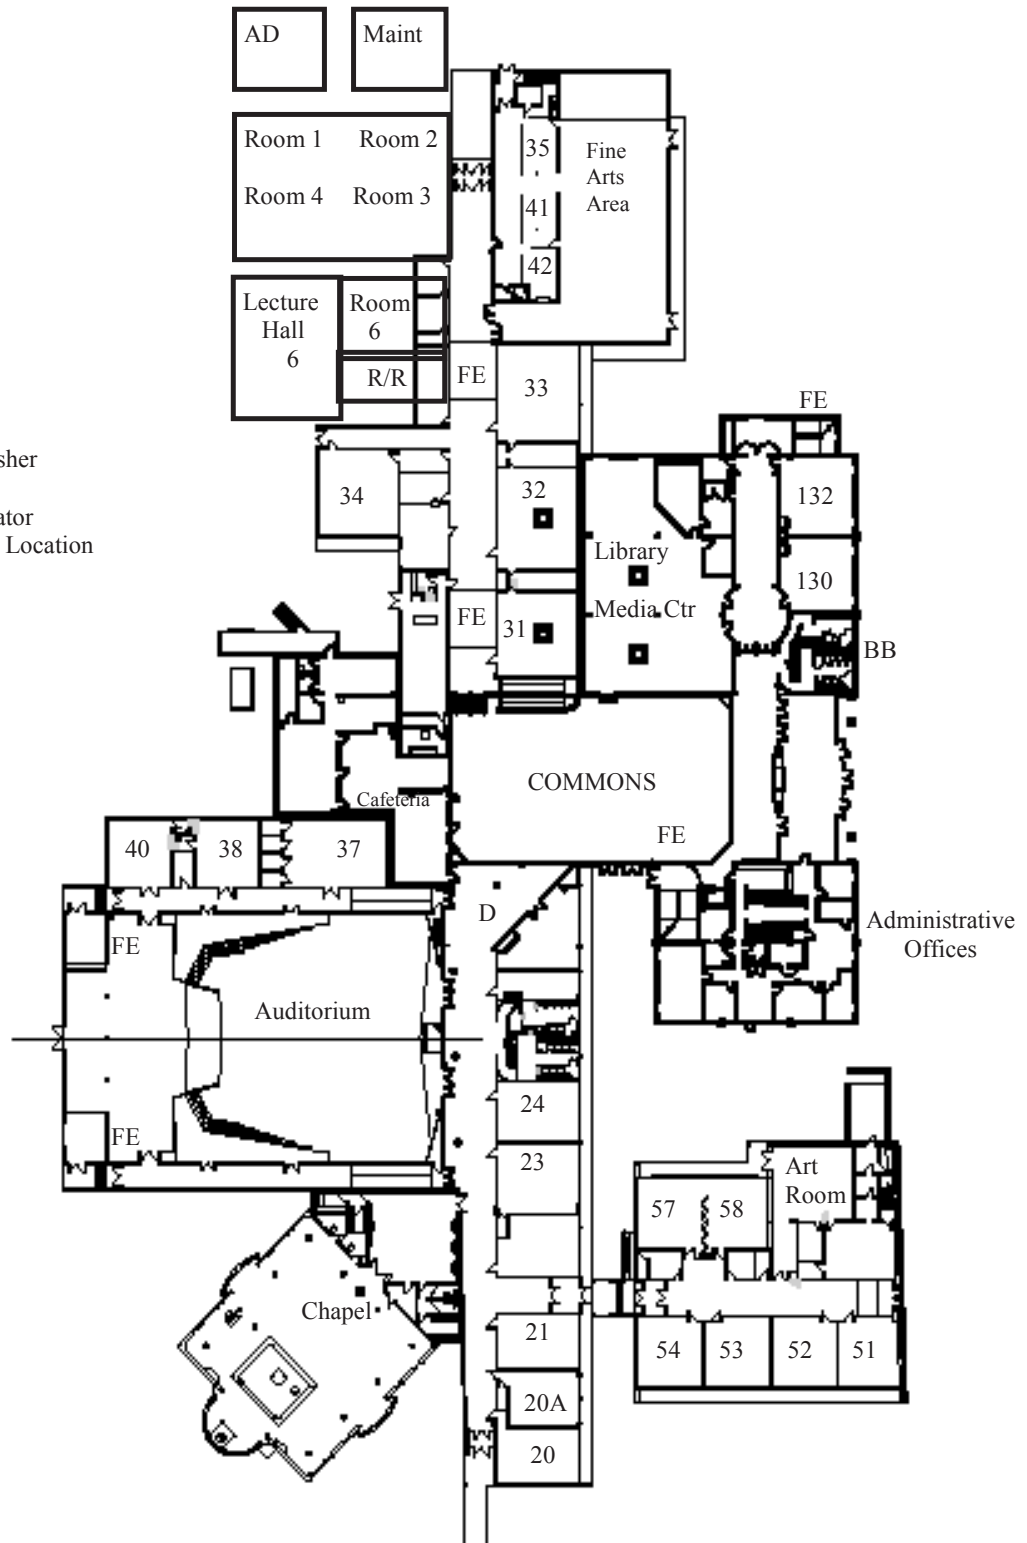 AD
Maint
Room 1
Room 2
Room 4
Room 3
35
Fine
Arts
Area
41
42
Lecture
Hall
6
Room
6
R/R
FE
33
FE
sher
34
32
132
ator
Location
Library
130
Media Ctr
FE
31
BB
COMMONS
Cafeteria
FE
40
38
37
D
Administrative
Offices
FE
Auditorium
24
FE
23
Art
Room
57
58
Chapel
21
54
53
52
51
20A
20